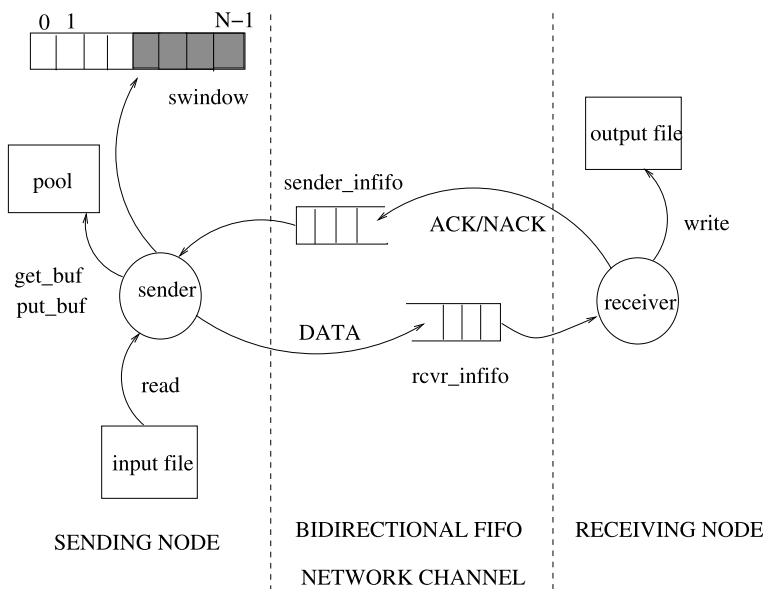 0 1 N-1
swindow
pool
output file
sender_infifo
ACK/NACK
write
get_buf
put_buf
sender
receiver
DATA
rcvr_infifo
read
input file
SENDING NODE
BIDIRECTIONAL FIFO
NETWORK CHANNEL
RECEIVING NODE